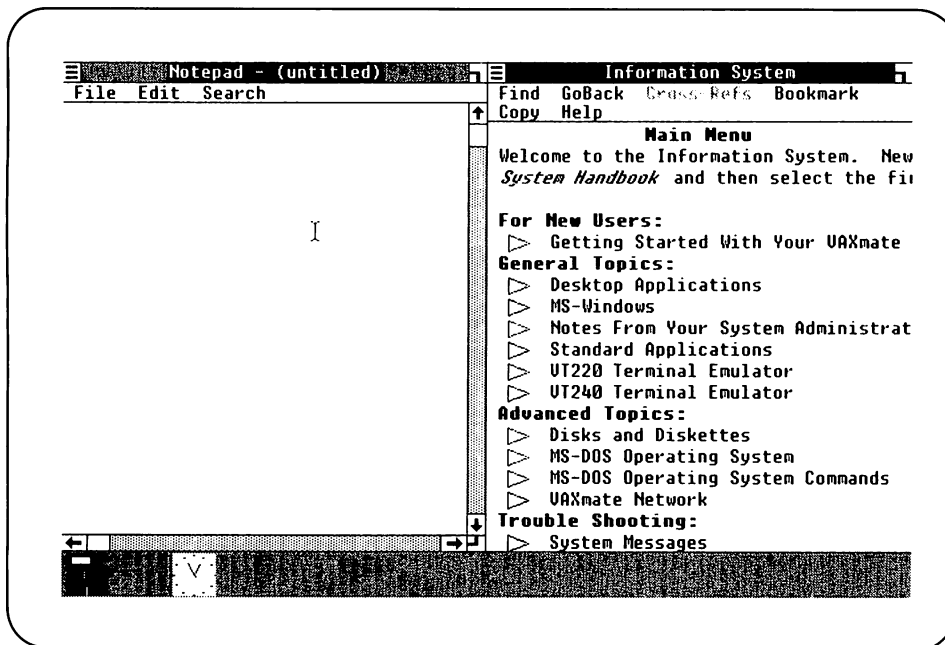 Notepad - (untitled)
File Edit Search
Information System
Find GoBack Cross-Refs Bookmark
Copy Help
Main Menu
Welcome to the Information System. New
System Handbook and then select the fi
For New Users:
Getting Started With Your VAXmate
General Topics:
Desktop Applications
MS-Windows
Notes From Your System Administrat
Standard Applications
VT220 Terminal Emulator
VT240 Terminal Emulator
Advanced Topics:
Disks and Diskettes
MS-DOS Operating System
MS-DOS Operating System Commands
VAXmate Network
Trouble Shooting:
System Messages